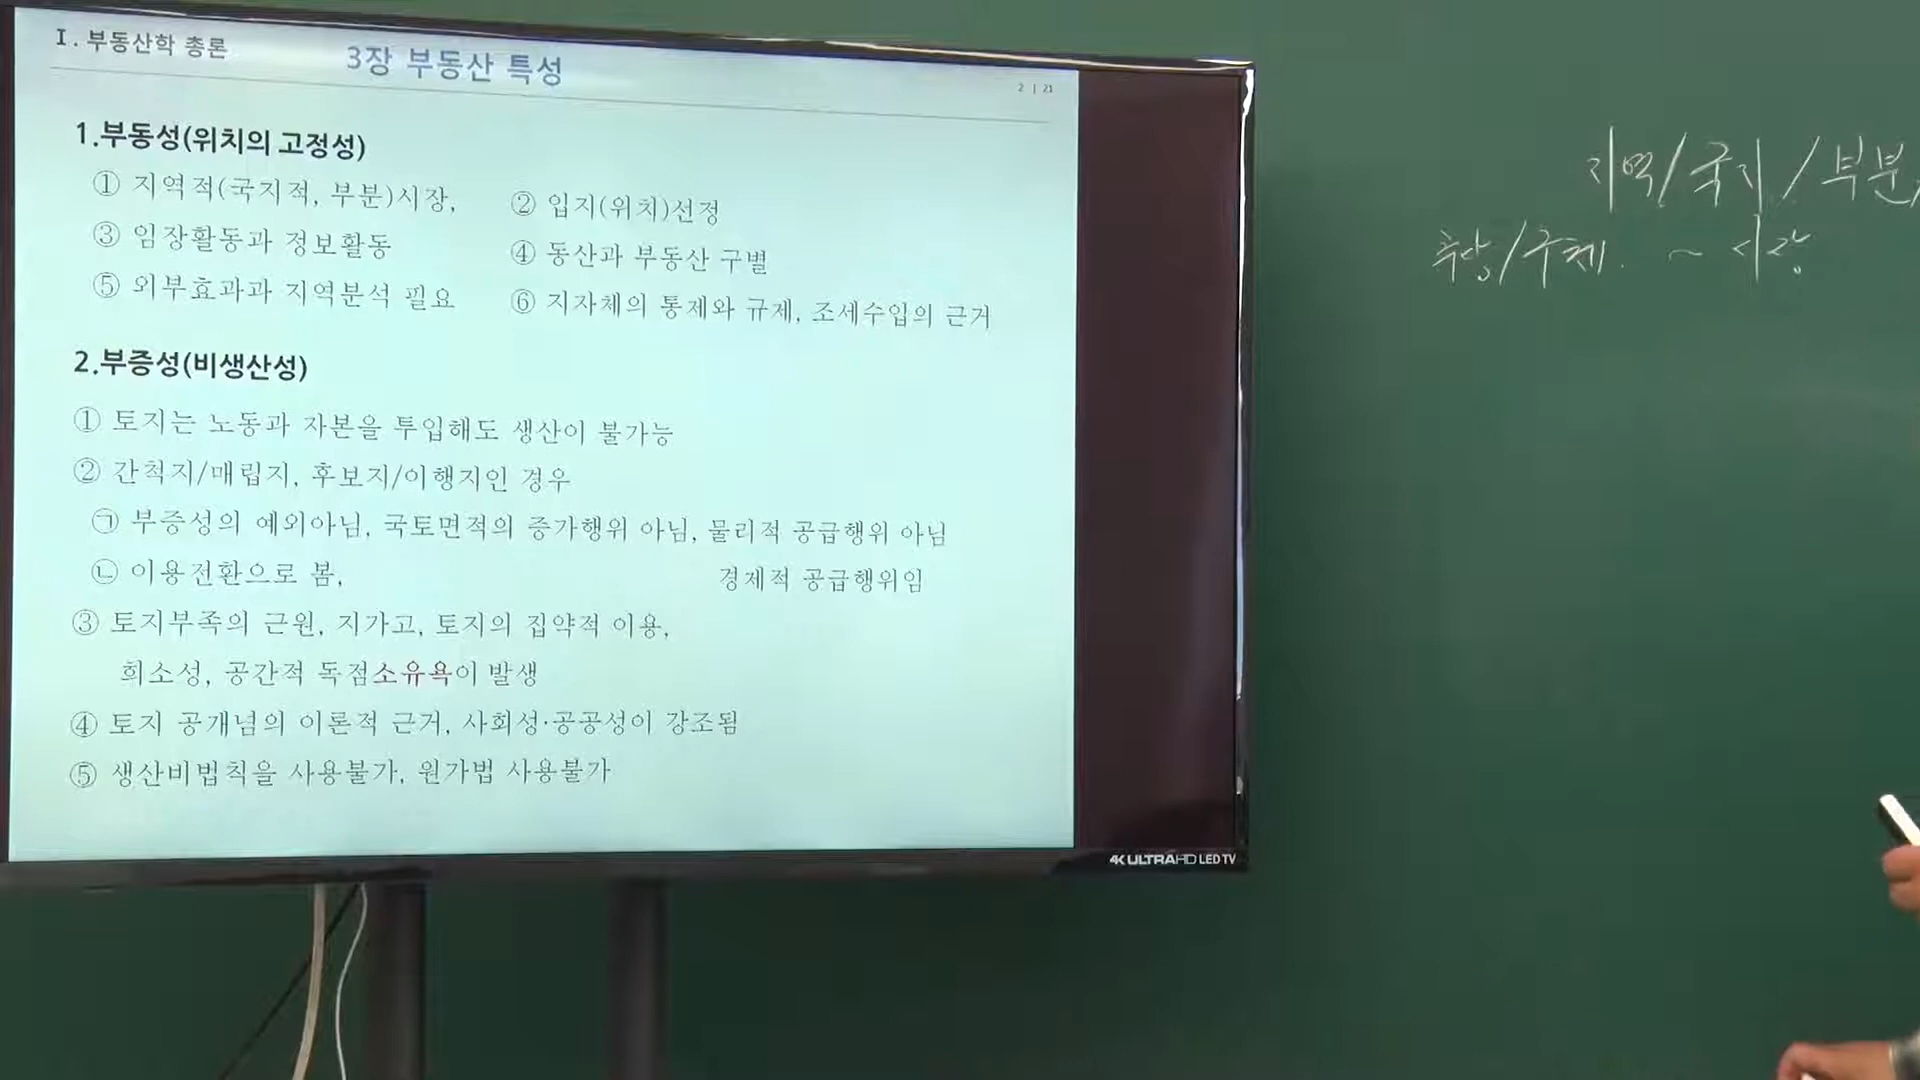 Ⅰ. 부동산학 총론
3장 부동산 특성
2 | 21
1.부동성(위치의 고정성)
① 지역적(국지적, 부분)시장, ② 입지(위치)선정
③ 임장활동과 정보활동 ④ 동산과 부동산 구별
⑤ 외부효과과 지역분석 필요 ⑥ 지자체의 통제와 규제, 조세수입의 근거
2.부증성(비생산성)
① 토지는 노동과 자본을 투입해도 생산이 불가능
② 간척지/매립지, 후보지/이행지인 경우
㉠ 부증성의 예외아님, 국토면적의 증가행위 아님, 물리적 공급행위 아님
㉡ 이용전환으로 봄, 경제적 공급행위임
③ 토지부족의 근원, 지가고, 토지의 집약적 이용,
희소성, 공간적 독점소유욕이 발생
④ 토지 공개념의 이론적 근거, 사회성·공공성이 강조됨
⑤ 생산비법칙을 사용불가, 원가법 사용불가
4K ULTRAHD LED TV
지역/국지/부분
추상/구체. ~ 시장